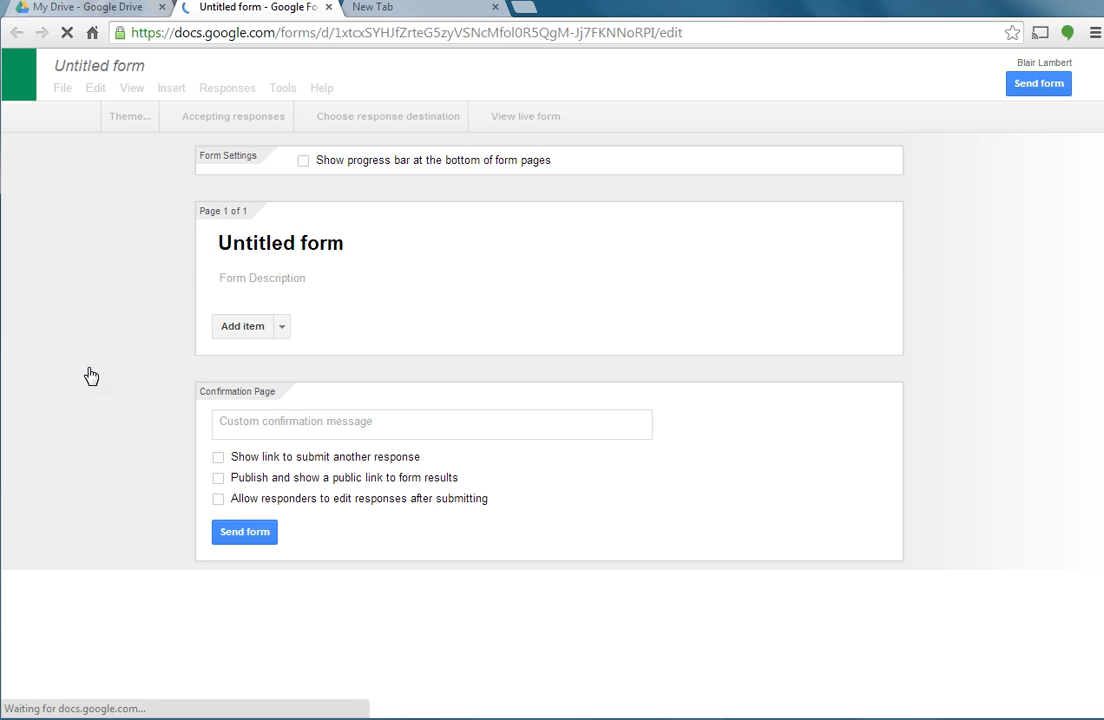 My Drive - Google Drive
Untitled form - Google Fo
New Tab
https://docs.google.com/forms/d/1xtcxSYHJfZrteG5zyVSNcMfol0R5QgM-Jj7FKNNoRPI/edit
Untitled form
Blair Lambert
File Edit View Insert Responses Tools Help
Send form
Theme... Accepting responses Choose response destination View live form
Form Settings
Show progress bar at the bottom of form pages
Page 1 of 1
Untitled form
Form Description
Add item
Confirmation Page
Custom confirmation message
Show link to submit another response
Publish and show a public link to form results
Allow responders to edit responses after submitting
Send form
Waiting for docs.google.com...